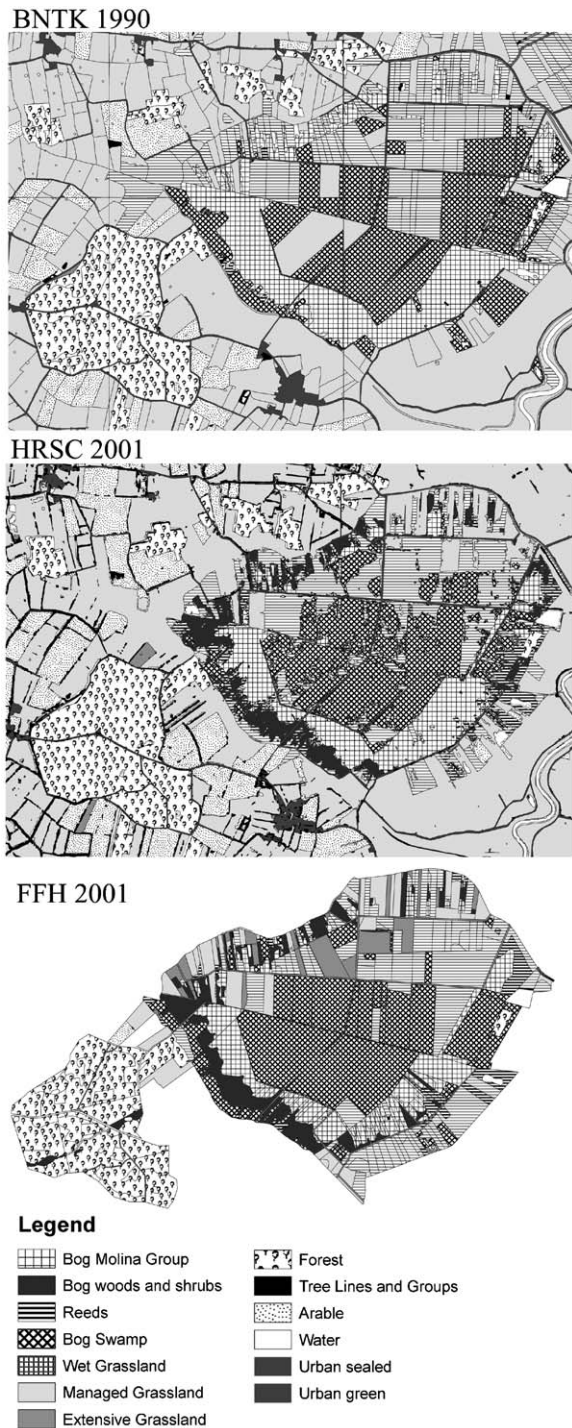 BNTK 1990
HRSC 2001
FFH 2001
Legend
Bog Molina Group
Bog woods and shrubs
Reeds
Bog Swamp
Wet Grassland
Managed Grassland
Extensive Grassland
Forest
Tree Lines and Groups
Arable
Water
Urban sealed
Urban green